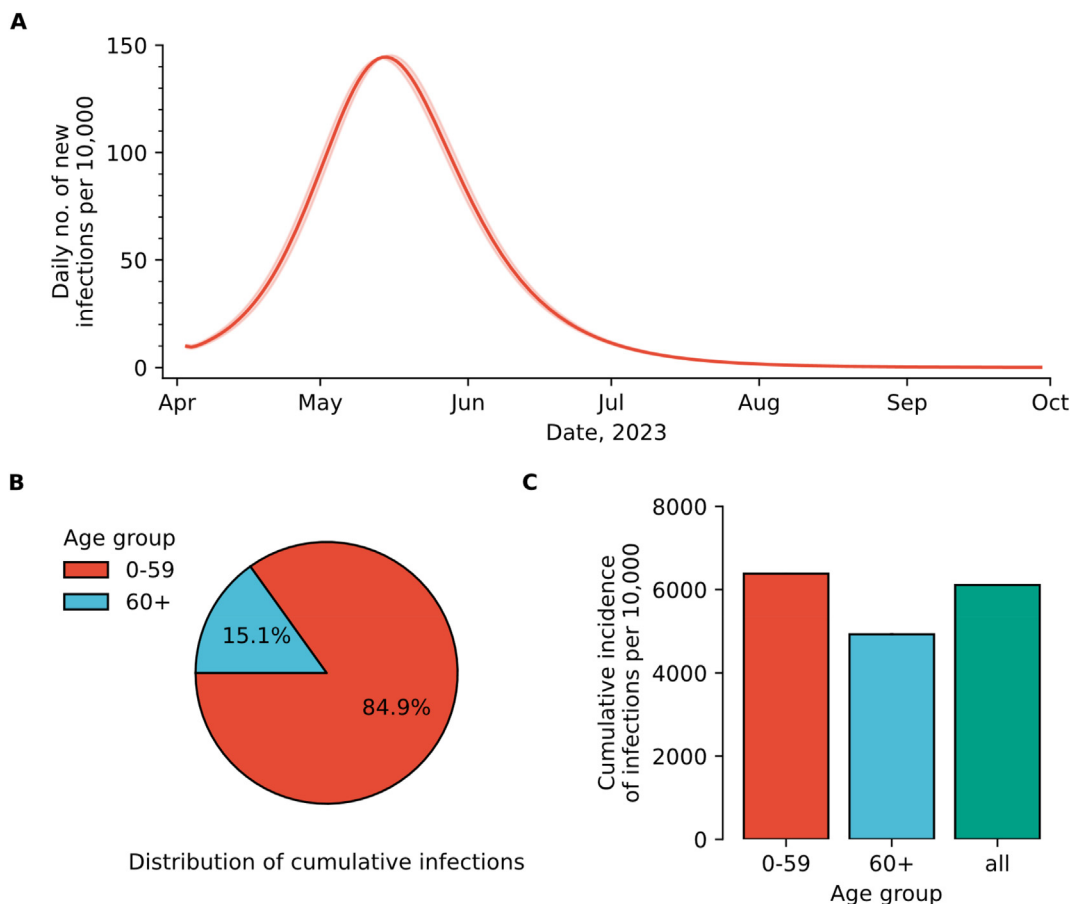 A
Daily no. of new
infections per 10,000
150
100
50
0
Apr May Jun Jul Aug Sep Oct
Date, 2023
B
Age group
0-59
60+
15.1%
84.9%
Distribution of cumulative infections
C
Cumulative incidence
of infections per 10,000
8000
6000
4000
2000
0
0-59 60+ all
Age group